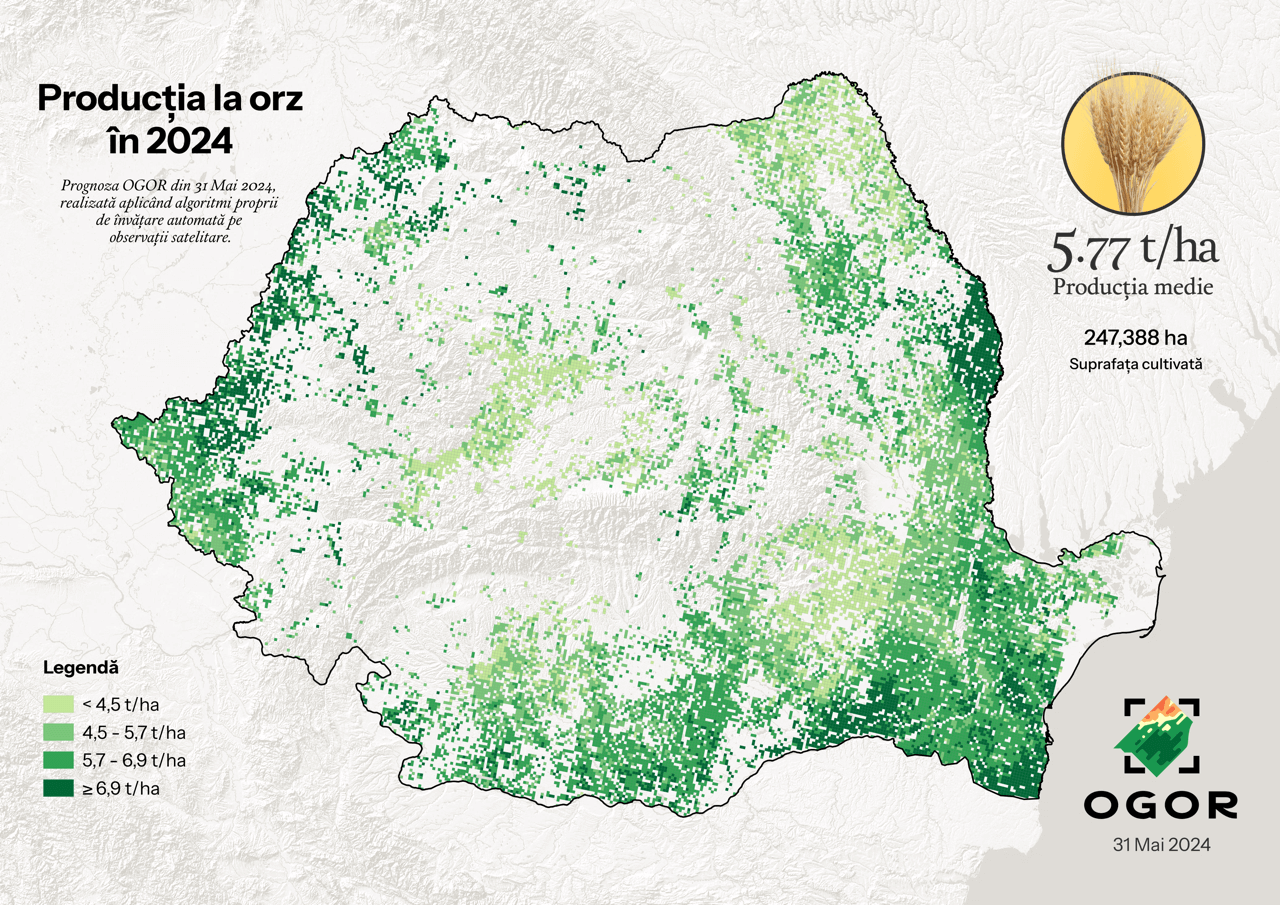 Producția la orz
în 2024
Prognoza OGOR din 31 Mai 2024,
realizată aplicând algoritmi proprii
de învățare automată pe
observații satelitare.
5.77 t/ha
Producția medie
247,388 ha
Suprafața cultivată
Legendă
< 4,5 t/ha
4,5 - 5,7 t/ha
5,7 - 6,9 t/ha
≥ 6,9 t/ha
OGOR
31 Mai 2024